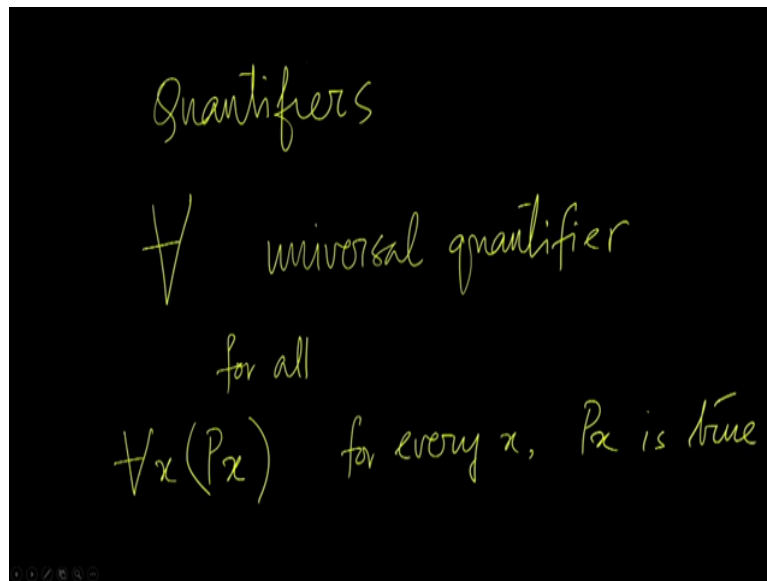 Quantifiers
∀ universal quantifier
for all
∀x(Px) for every x, Px is true